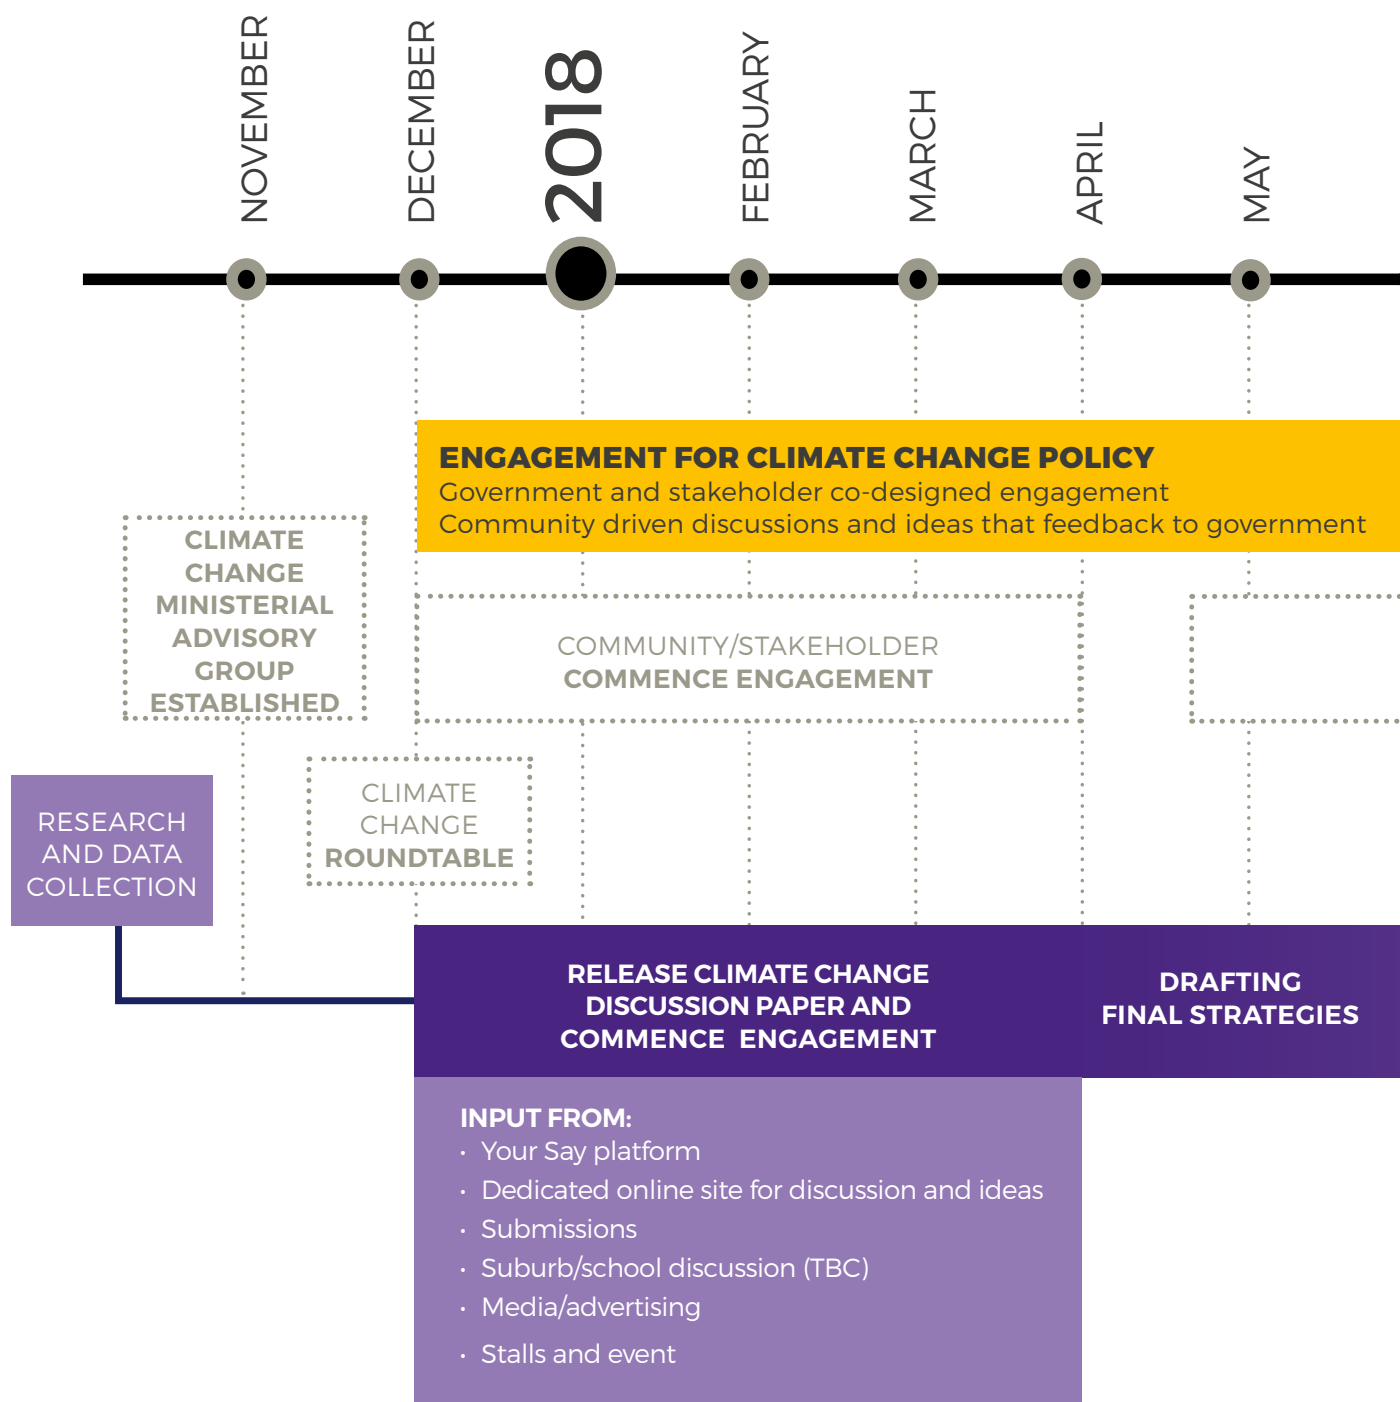 NOVEMBER
DECEMBER
2018
FEBRUARY
MARCH
APRIL
MAY
ENGAGEMENT FOR CLIMATE CHANGE POLICY
Government and stakeholder co-designed engagement
Community driven discussions and ideas that feedback to government
CLIMATE
CHANGE
MINISTERIAL
ADVISORY
GROUP
ESTABLISHED
COMMUNITY/STAKEHOLDER
COMMENCE ENGAGEMENT
CLIMATE
CHANGE
ROUNDTABLE
RESEARCH
AND DATA
COLLECTION
RELEASE CLIMATE CHANGE
DISCUSSION PAPER AND
COMMENCE ENGAGEMENT
DRAFTING
FINAL STRATEGIES
INPUT FROM:
• Your Say platform
• Dedicated online site for discussion and ideas
• Submissions
• Suburb/school discussion (TBC)
• Media/advertising
• Stalls and event